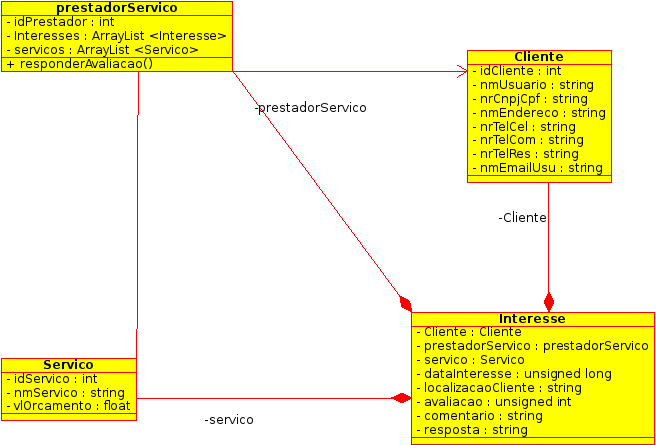 prestadorServico
- idPrestador : int
- Interesses : ArrayList <Interesse>
- servicos : ArrayList <Servico>
+ responderAvaliacao()
Cliente
- idCliente : int
- nmUsuario : string
- nrCnpjCpf : string
- nmEndereco : string
- nrTelCel : string
- nrTelCom : string
- nrTelRes : string
- nmEmailUsu : string
-prestadorServico
-Cliente
Interesse
- Cliente : Cliente
- prestadorServico : prestadorServico
- servico : Servico
- dataInteresse : unsigned long
- localizacaoCliente : string
- avaliacao : unsigned int
- comentario : string
- resposta : string
Servico
- idServico : int
- nmServico : string
- vlOrcamento : float
-servico